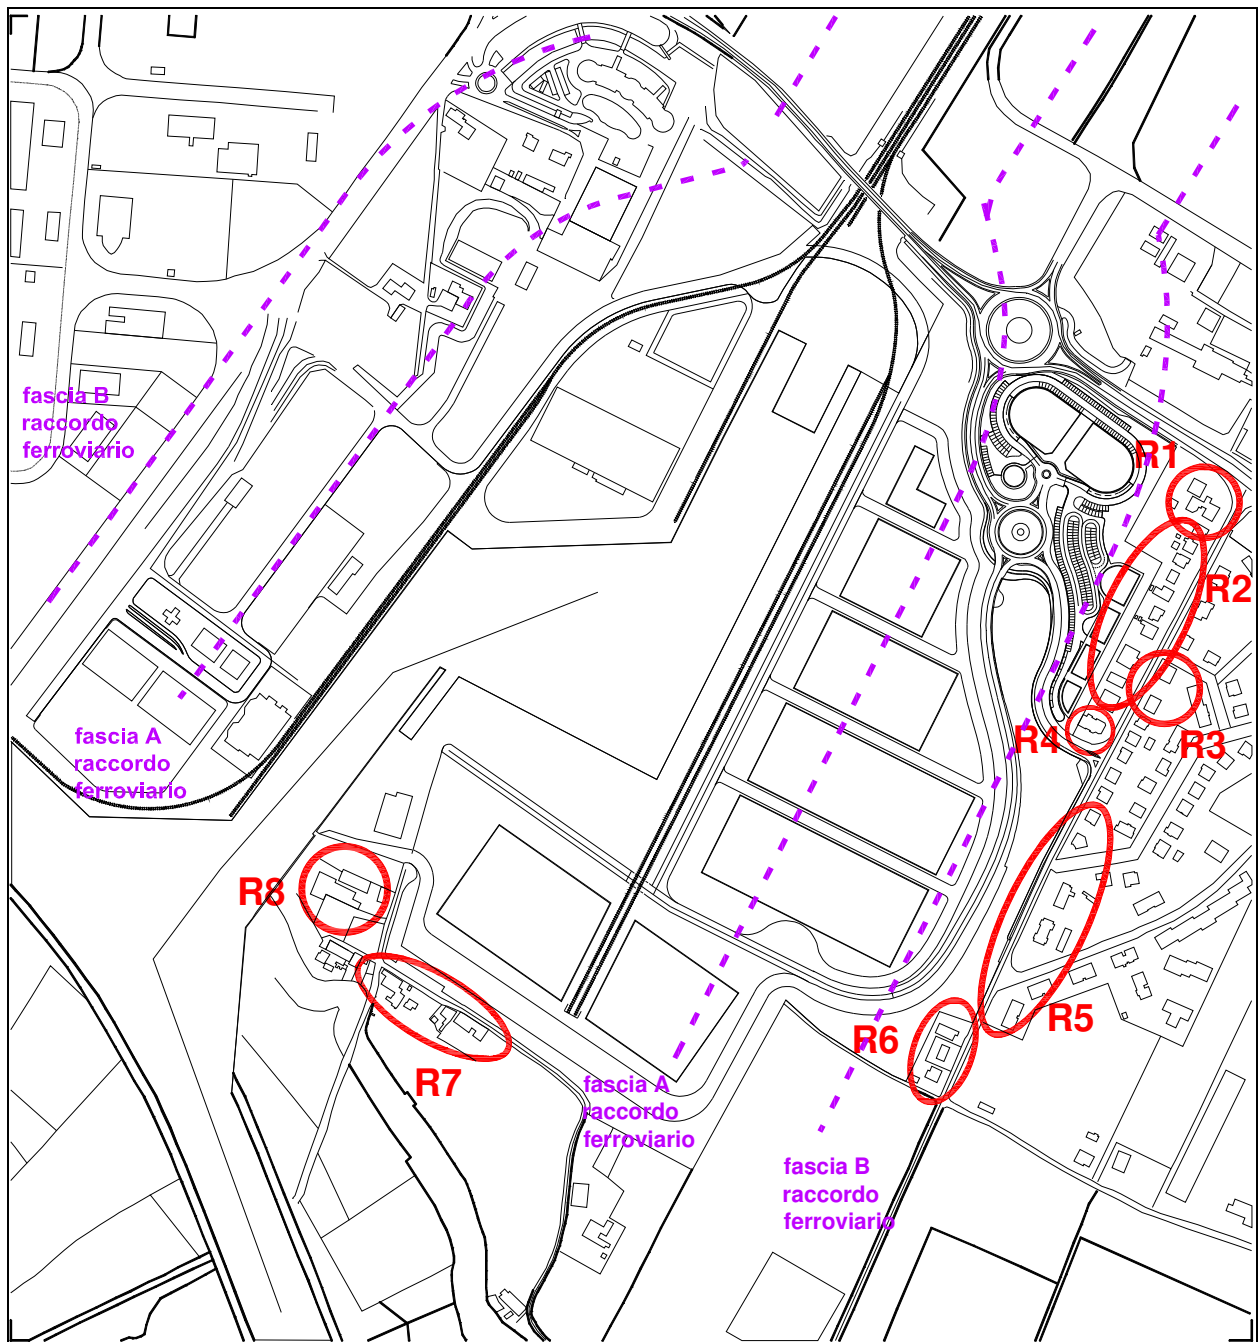 fascia B
raccordo
ferroviario
R1
R2
R3
R4
fascia A
raccordo
ferroviario
R8
R5
R6
R7
fascia A
raccordo
ferroviario
fascia B
raccordo
ferroviario